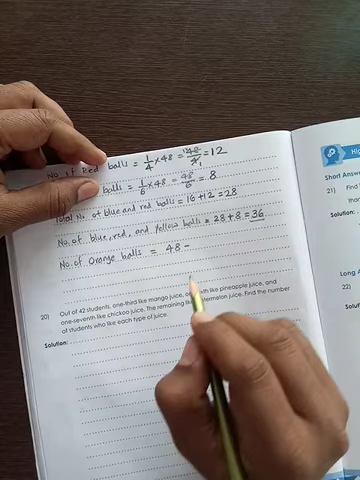 No. of Red balls = 1/4 × 48 = 48/4 = 12
balls = 1/6 × 48 = 48/6 = 8
Total No. of blue and red balls = 16 + 12 = 28
No. of blue, red, and yellow balls = 28 + 8 = 36
No. of orange balls = 48 -
20) Out of 42 students, one-third like mango juice, like pineapple juice, and
one-seventh like chickoo juice. The remaining termelon juice. Find the number
of students who like each type of juice.
Solution:
Hig
Short Answer
21) Find
that
Solution:
Long A
22)
Solut